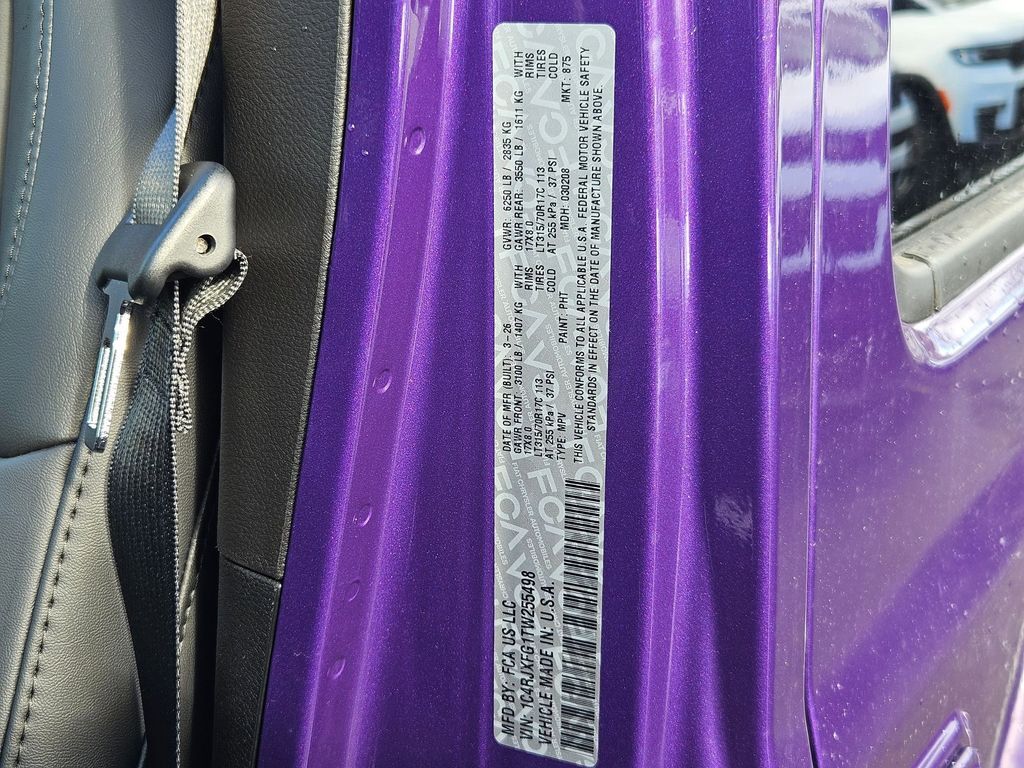 MFD BY: FCA US LLC
DATE OF MFR (BUILT): 3-26
GVWR: 6250 LB / 2835 KG
VIN: 1C4RJXFG1TW255498
GAWR FRONT: 3100 LB / 1407 KG WITH
GAWR REAR: 3550 LB / 1611 KG WITH
17X8.0 RIMS
17X8.0 RIMS
VEHICLE MADE IN: U.S.A.
LT315/70R17C 113 TIRES
LT315/70R17C 113 TIRES
AT 255 kPa / 37 PSI COLD
AT 255 kPa / 37 PSI COLD
TYPE: MPV PAINT: PHT MDH: 030208 MKT: 875
THIS VEHICLE CONFORMS TO ALL APPLICABLE U.S.A. FEDERAL MOTOR VEHICLE SAFETY
STANDARDS IN EFFECT ON THE DATE OF MANUFACTURE SHOWN ABOVE.